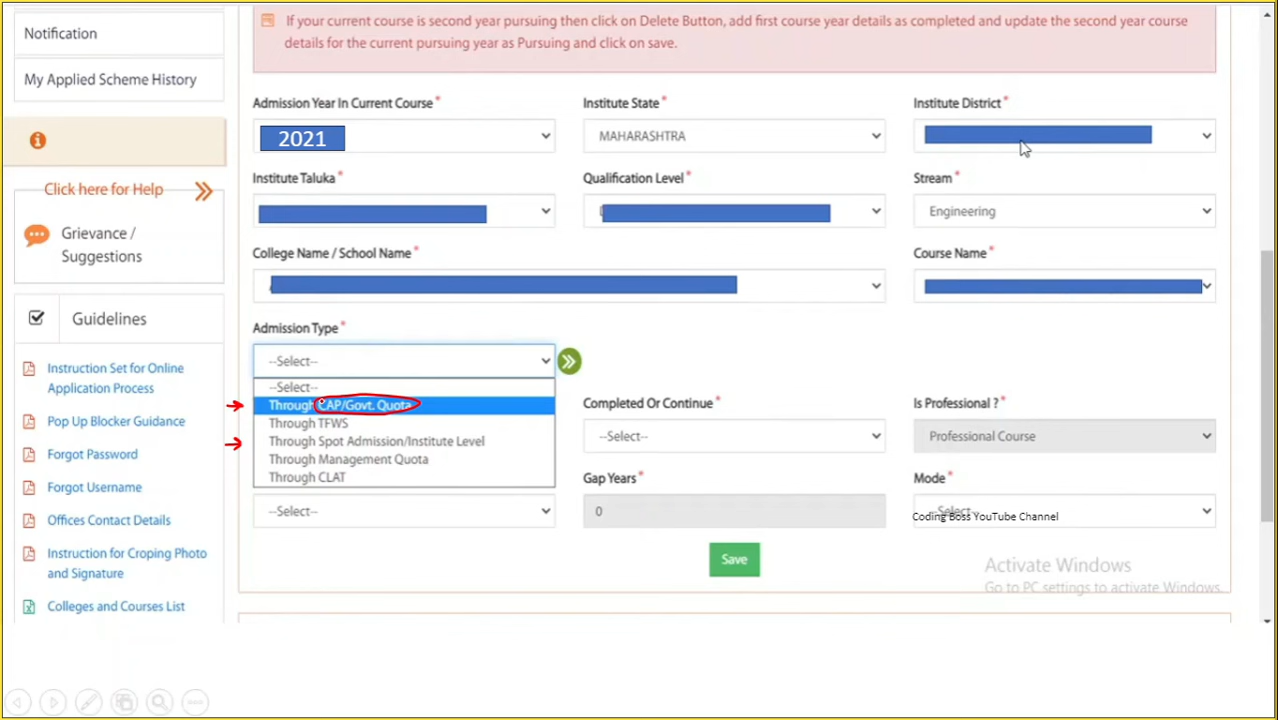 Notification
My Applied Scheme History
Click here for Help
Grievance /
Suggestions
Guidelines
Instruction Set for Online
Application Process
Pop Up Blocker Guidance
Forgot Password
Forgot Username
Offices Contact Details
Instruction for Croping Photo
and Signature
Colleges and Courses List
If your current course is second year pursuing then click on Delete Button, add first course year details as completed and update the second year course
details for the current pursuing year as Pursuing and click on save.
Admission Year In Current Course *
Institute State *
Institute District *
2021
MAHARASHTRA
Institute Taluka *
Qualification Level *
Stream *
Engineering
College Name / School Name *
Course Name *
Admission Type *
--Select--
--Select--
Through CAP/Govt. Quota
Through TFWS
Through Spot Admission/Institute Level
Through Management Quota
Through CLAT
Completed Or Continue *
Is Professional ? *
--Select--
Professional Course
Gap Years *
Mode *
--Select--
0
--Select--
Coding Boss YouTube Channel
Save
Activate Windows
Go to PC settings to activate Windows.